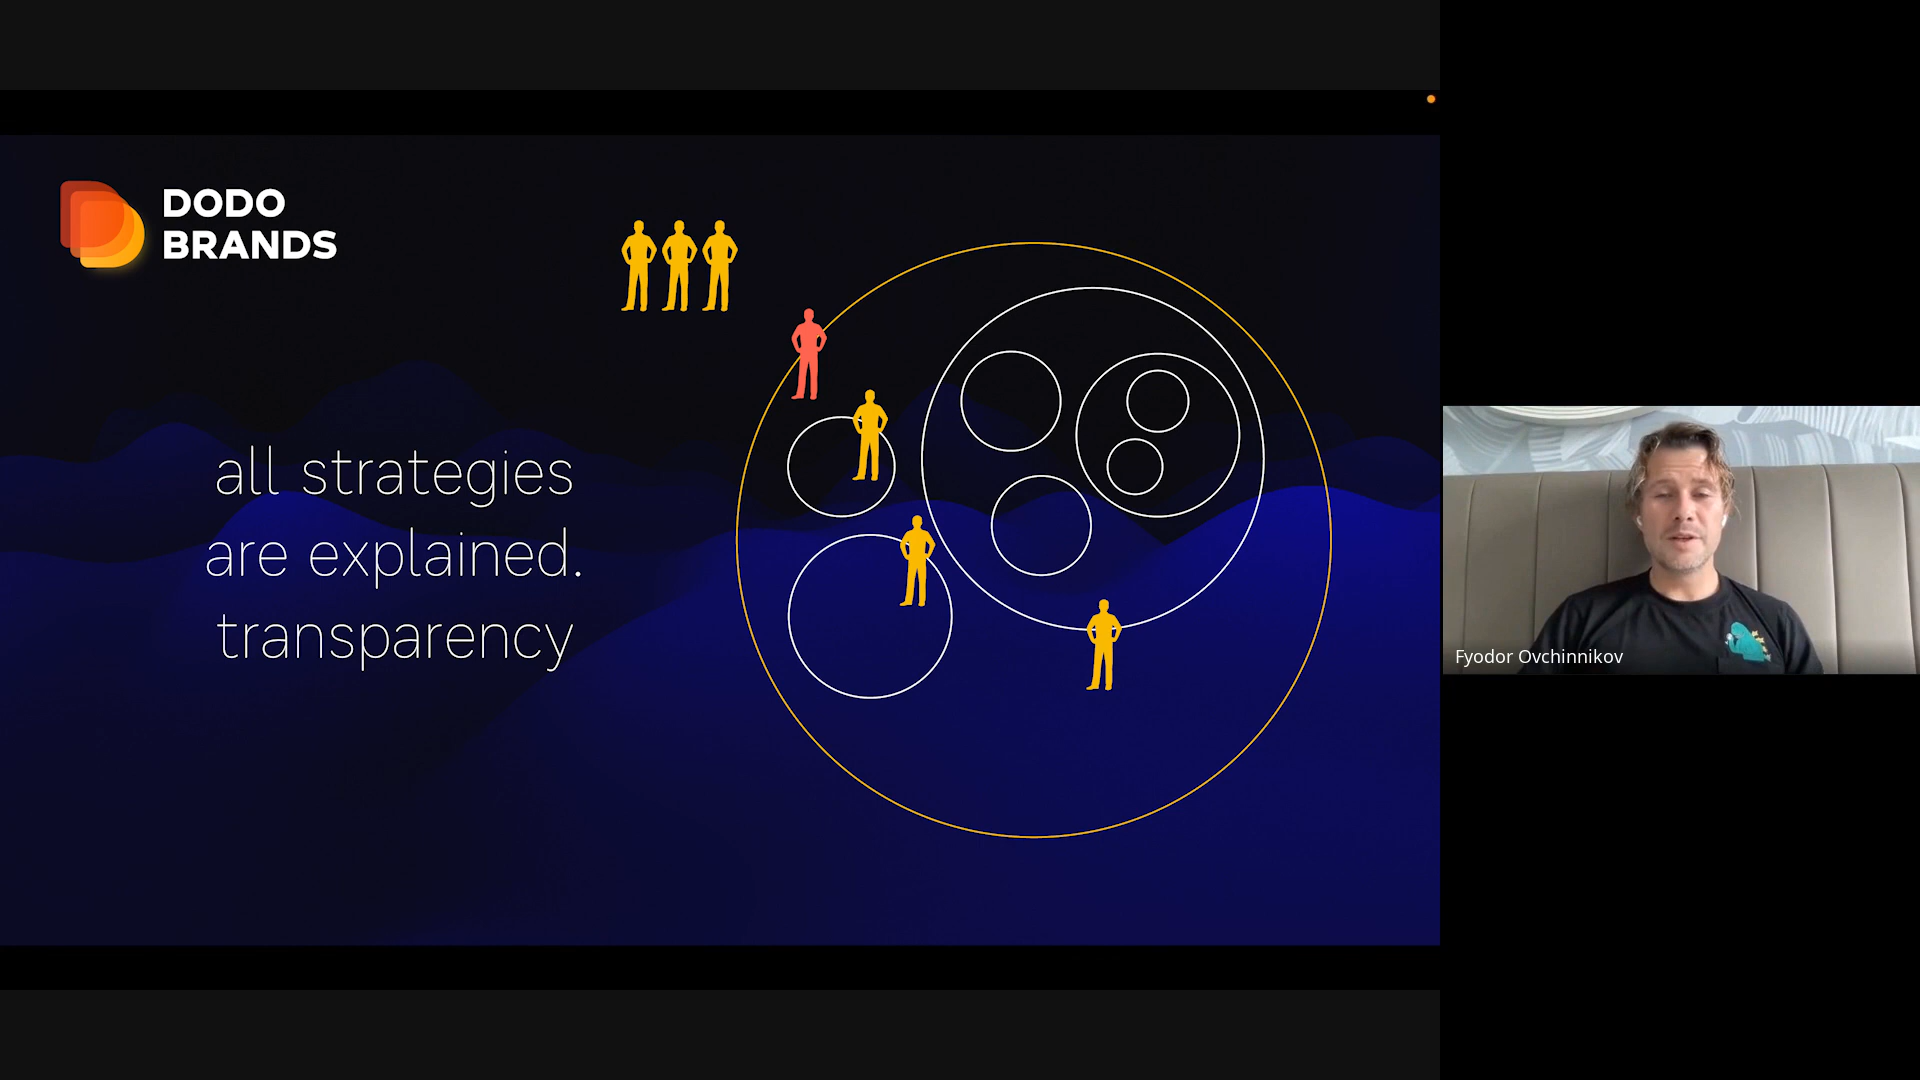 DODO
BRANDS
all strategies
are explained.
transparency
Fyodor Ovchinnikov